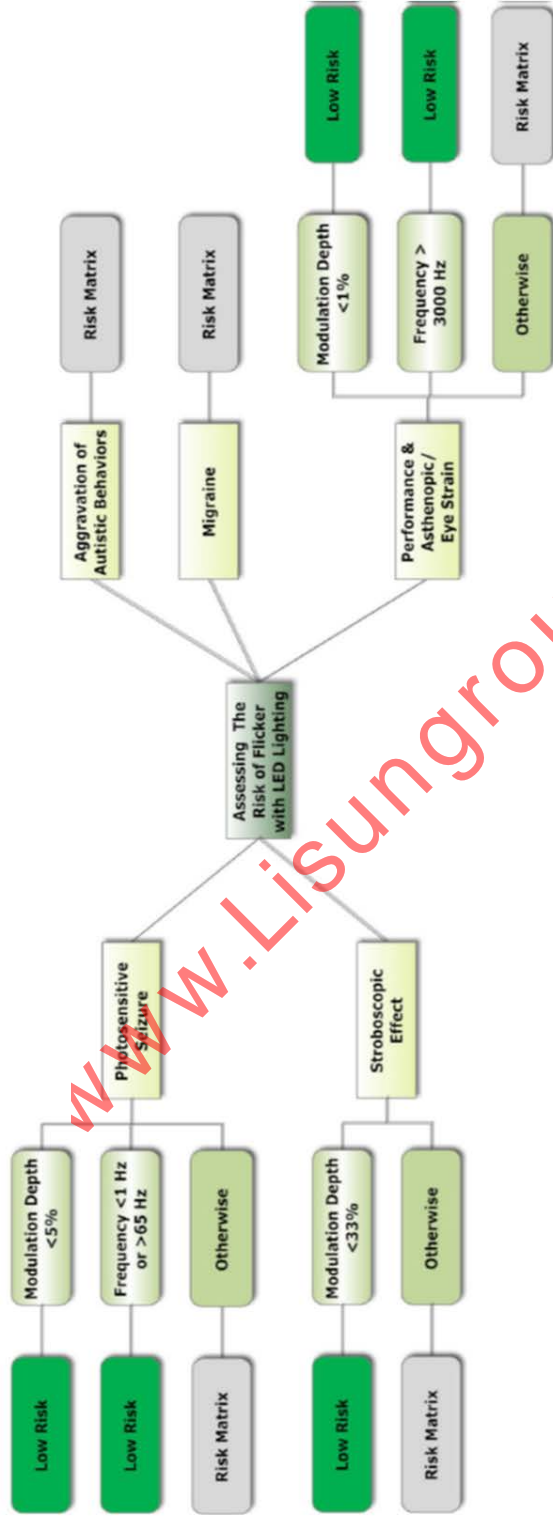 Low Risk
Modulation Depth
<5%
Low Risk
Frequency <1 Hz
or >65 Hz
Risk Matrix
Otherwise
Photosensitive
Seizure
Low Risk
Modulation Depth
<33%
Risk Matrix
Otherwise
Stroboscopic
Effect
Assessing The
Risk of Flicker
with LED Lighting
Aggravation of
Autistic Behaviors
Risk Matrix
Migraine
Risk Matrix
Performance &
Asthenopic/
Eye Strain
Modulation Depth
<1%
Low Risk
Frequency >
3000 Hz
Low Risk
Otherwise
Risk Matrix
www.Lisungrou